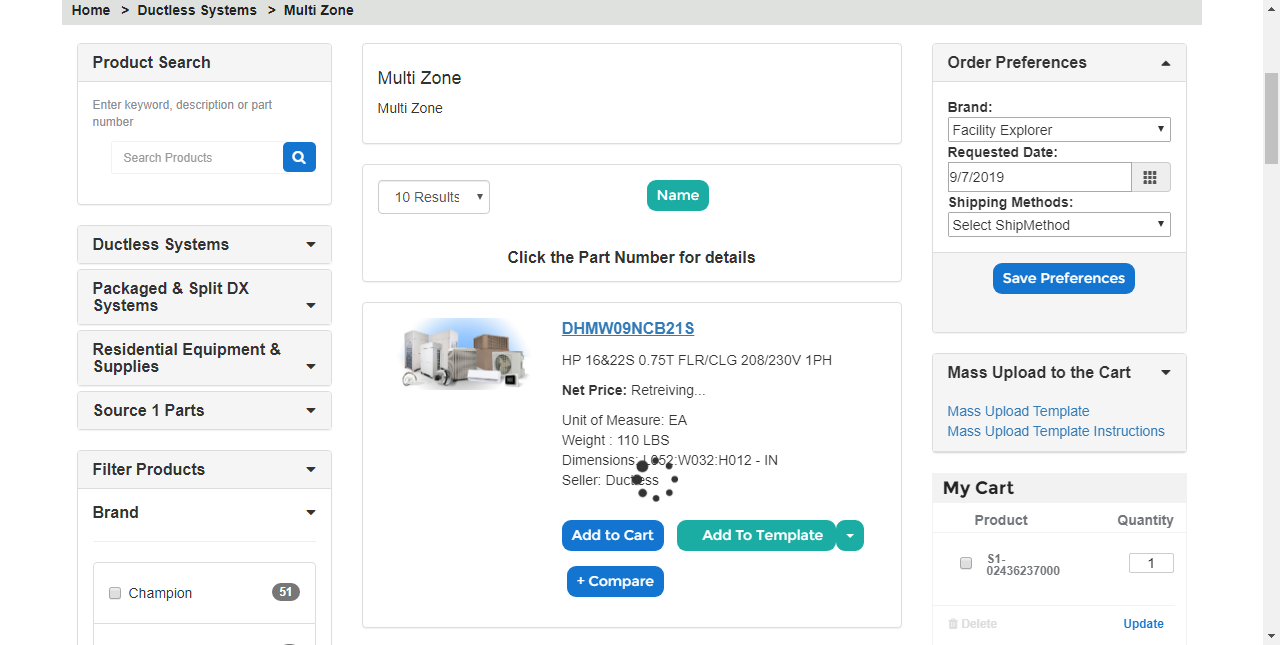 Home > Ductless Systems > Multi Zone
Product Search
Enter keyword, description or part
number
Search Products
Ductless Systems
Packaged & Split DX
Systems
Residential Equipment &
Supplies
Source 1 Parts
Filter Products
Brand
Champion 51
Multi Zone
Multi Zone
10 Results
Name
Click the Part Number for details
DHMW09NCB21S
HP 16&22S 0.75T FLR/CLG 208/230V 1PH
Net Price: Retreiving...
Unit of Measure: EA
Weight : 110 LBS
Dimensions: L052:W032:H012 - IN
Seller: Ductless
Add to Cart
Add To Template
+ Compare
Order Preferences
Brand:
Facility Explorer
Requested Date:
9/7/2019
Shipping Methods:
Select ShipMethod
Save Preferences
Mass Upload to the Cart
Mass Upload Template
Mass Upload Template Instructions
My Cart
Product Quantity
S1-
02436237000
1
Delete
Update